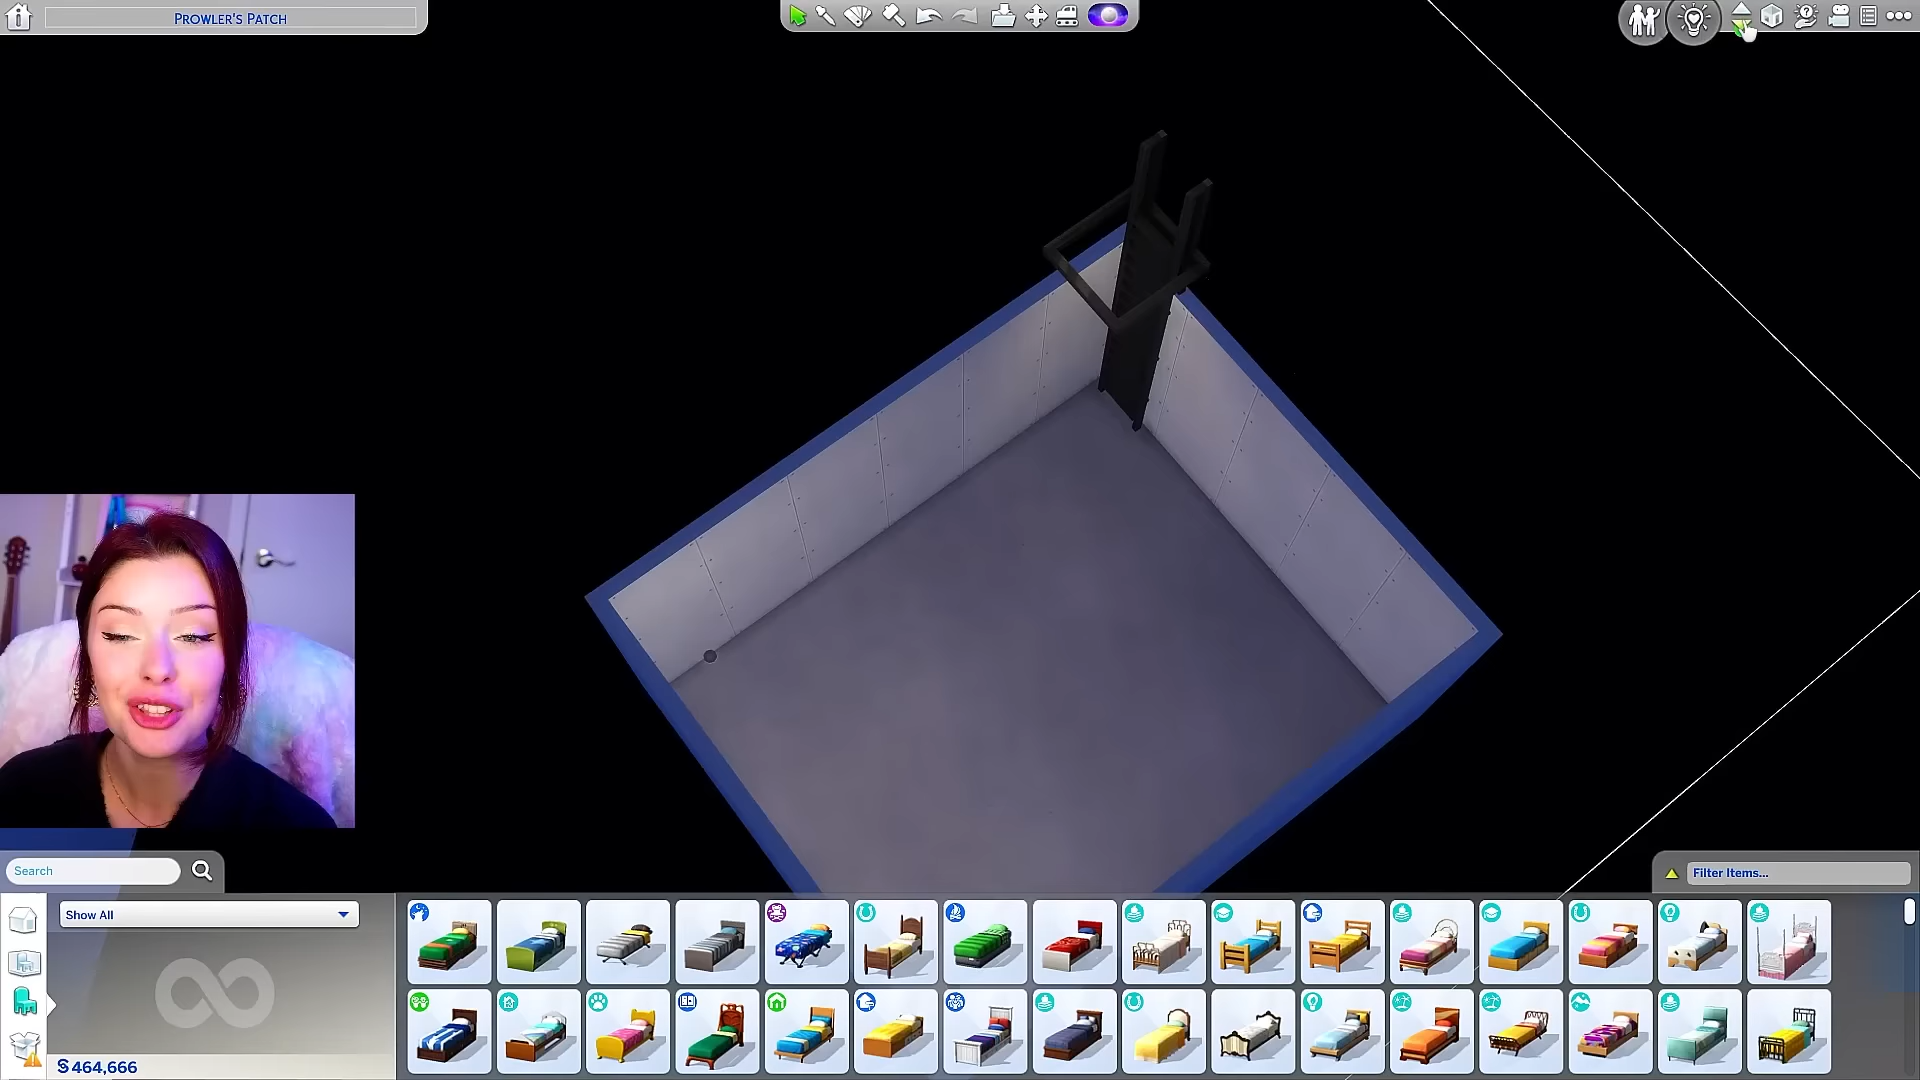 PROWLER'S PATCH
Search
Filter Items...
Show All
§464,666